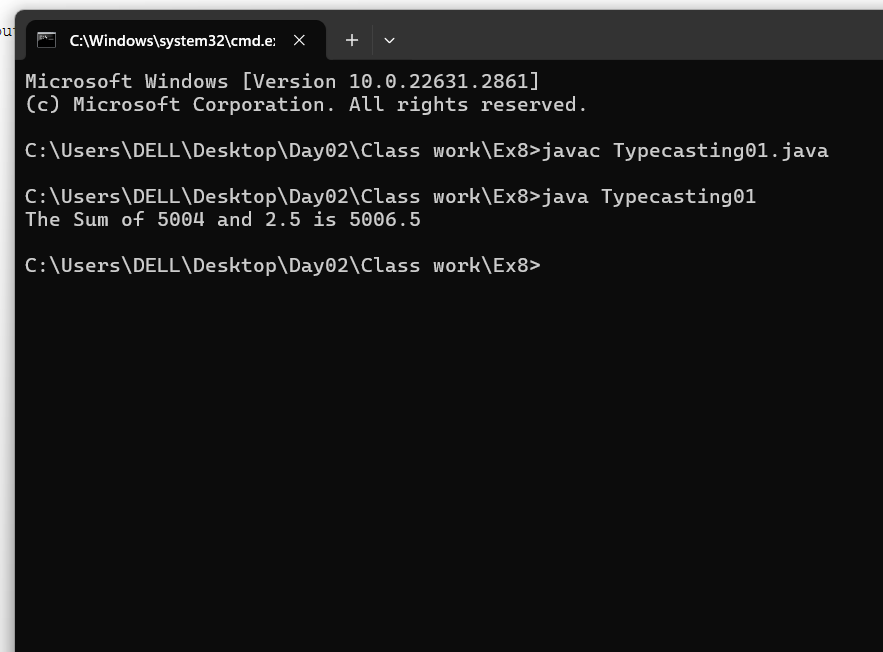 C:\Windows\system32\cmd.e
Microsoft Windows [Version 10.0.22631.2861]
(c) Microsoft Corporation. All rights reserved.
C:\Users\DELL\Desktop\Day02\Class work\Ex8>javac Typecasting01.java
C:\Users\DELL\Desktop\Day02\Class work\Ex8>java Typecasting01
The Sum of 5004 and 2.5 is 5006.5
C:\Users\DELL\Desktop\Day02\Class work\Ex8>